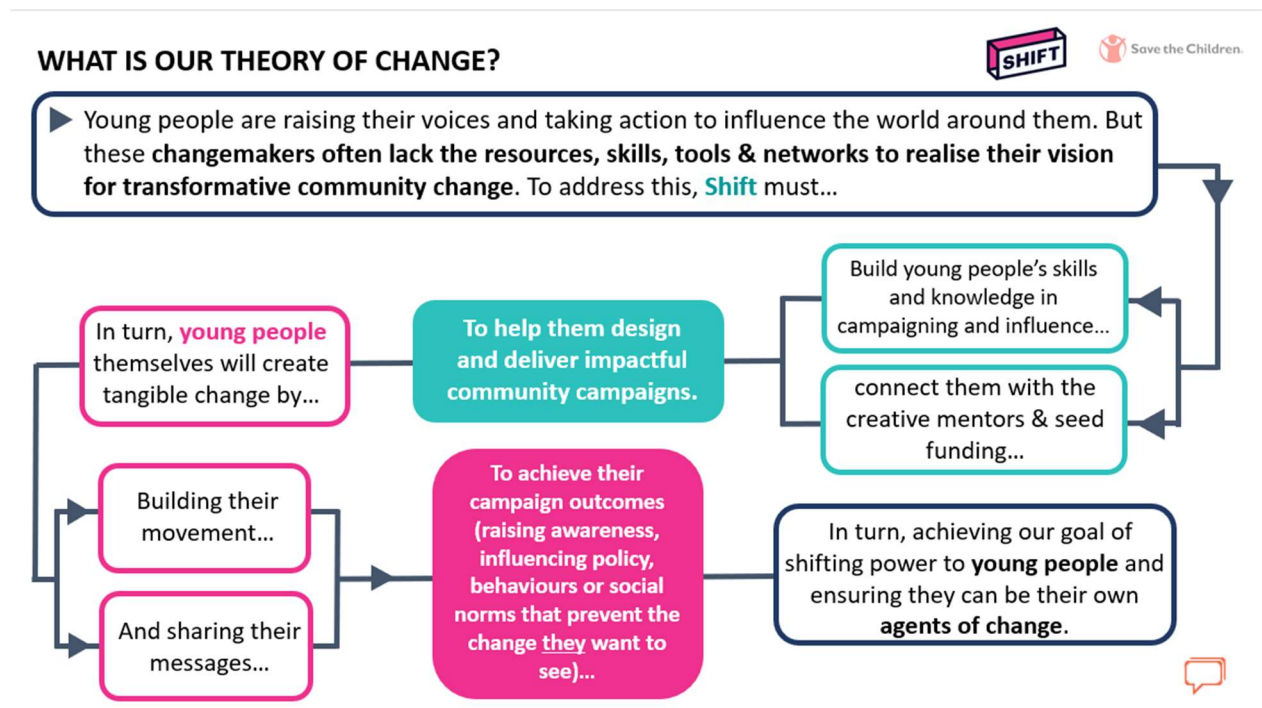 WHAT IS OUR THEORY OF CHANGE?
SHIFT
Save the Children.
Young people are raising their voices and taking action to influence the world around them. But
these changemakers often lack the resources, skills, tools & networks to realise their vision
for transformative community change. To address this, Shift must…
Build young people's skills
and knowledge in
campaigning and influence…
connect them with the
creative mentors & seed
funding…
To help them design
and deliver impactful
community campaigns.
In turn, young people
themselves will create
tangible change by…
Building their
movement…
And sharing their
messages…
To achieve their
campaign outcomes
(raising awareness,
influencing policy,
behaviours or social
norms that prevent the
change they want to
see)…
In turn, achieving our goal of
shifting power to young people and
ensuring they can be their own
agents of change.